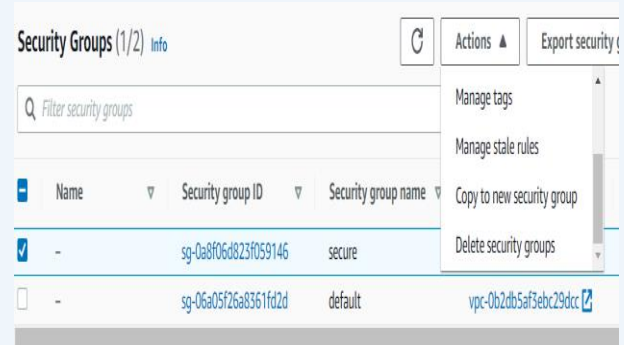 Security Groups (1/2) Info
Actions
Export security
Filter security groups
Manage tags
Manage stale rules
Copy to new security group
Delete security groups
Name
Security group ID
Security group name
–
sg-0a8f06d823f059146
secure
–
sg-06a05f26a8361fd2d
default
vpc-0b2db5af3ebc29dcc